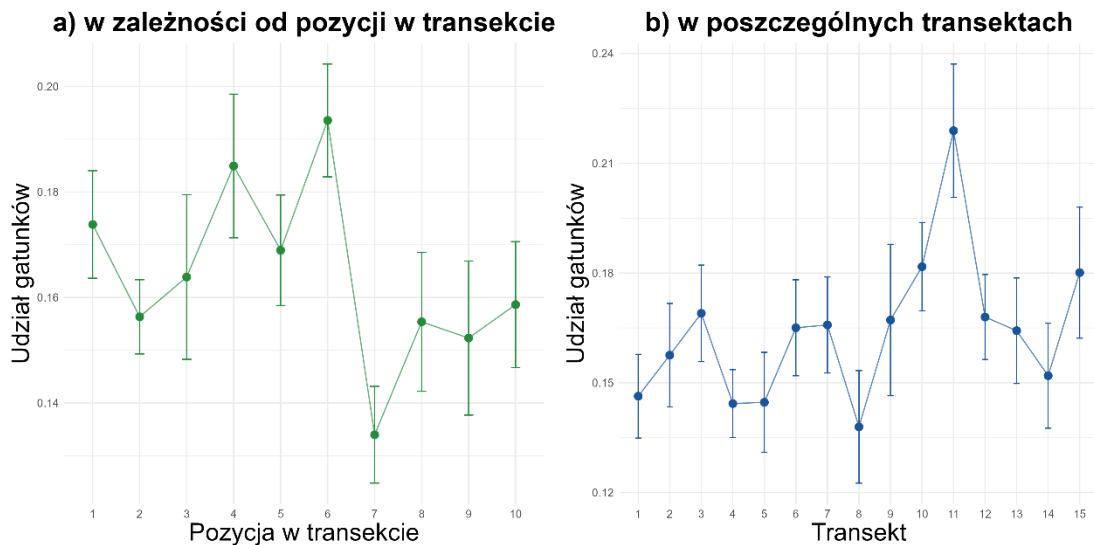 a) w zależności od pozycji w transekcie
0.20
0.18
0.16
0.14
Udział gatunków
1 2 3 4 5 6 7 8 9 10
Pozycja w transekcie
b) w poszczególnych transektach
0.24
0.21
0.18
0.15
0.12
Udział gatunków
1 2 3 4 5 6 7 8 9 10 11 12 13 14 15
Transekt